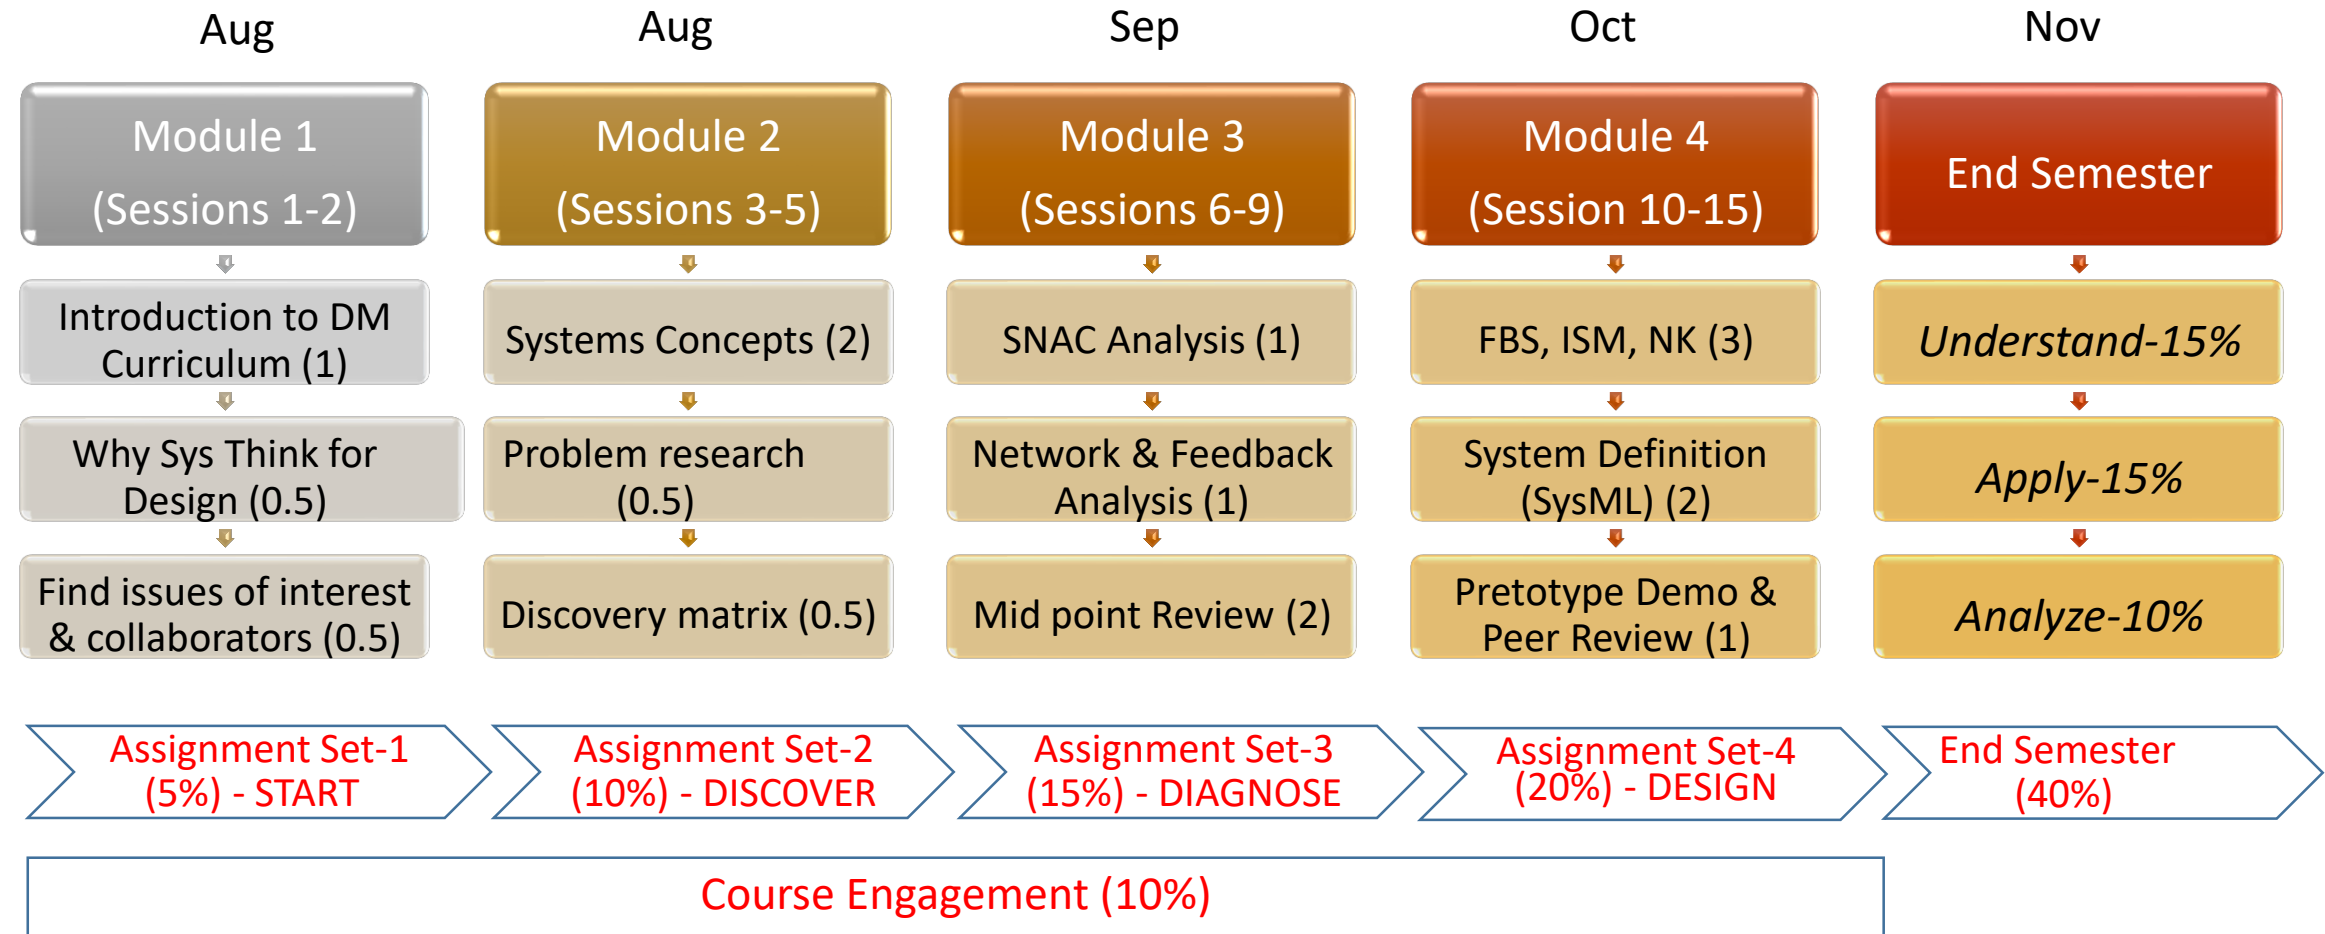 Aug
Aug
Sep
Oct
Nov
Module 1
(Sessions 1-2)
Introduction to DM
Curriculum (1)
Why Sys Think for
Design (0.5)
Find issues of interest
& collaborators (0.5)
Module 2
(Sessions 3-5)
Systems Concepts (2)
Problem research
(0.5)
Discovery matrix (0.5)
Module 3
(Sessions 6-9)
SNAC Analysis (1)
Network & Feedback
Analysis (1)
Mid point Review (2)
Module 4
(Session 10-15)
FBS, ISM, NK (3)
System Definition
(SysML) (2)
Pretotype Demo &
Peer Review (1)
End Semester
Understand-15%
Apply-15%
Analyze-10%
Assignment Set-1
(5%) - START
Assignment Set-2
(10%) - DISCOVER
Assignment Set-3
(15%) - DIAGNOSE
Assignment Set-4
(20%) - DESIGN
End Semester
(40%)
Course Engagement (10%)